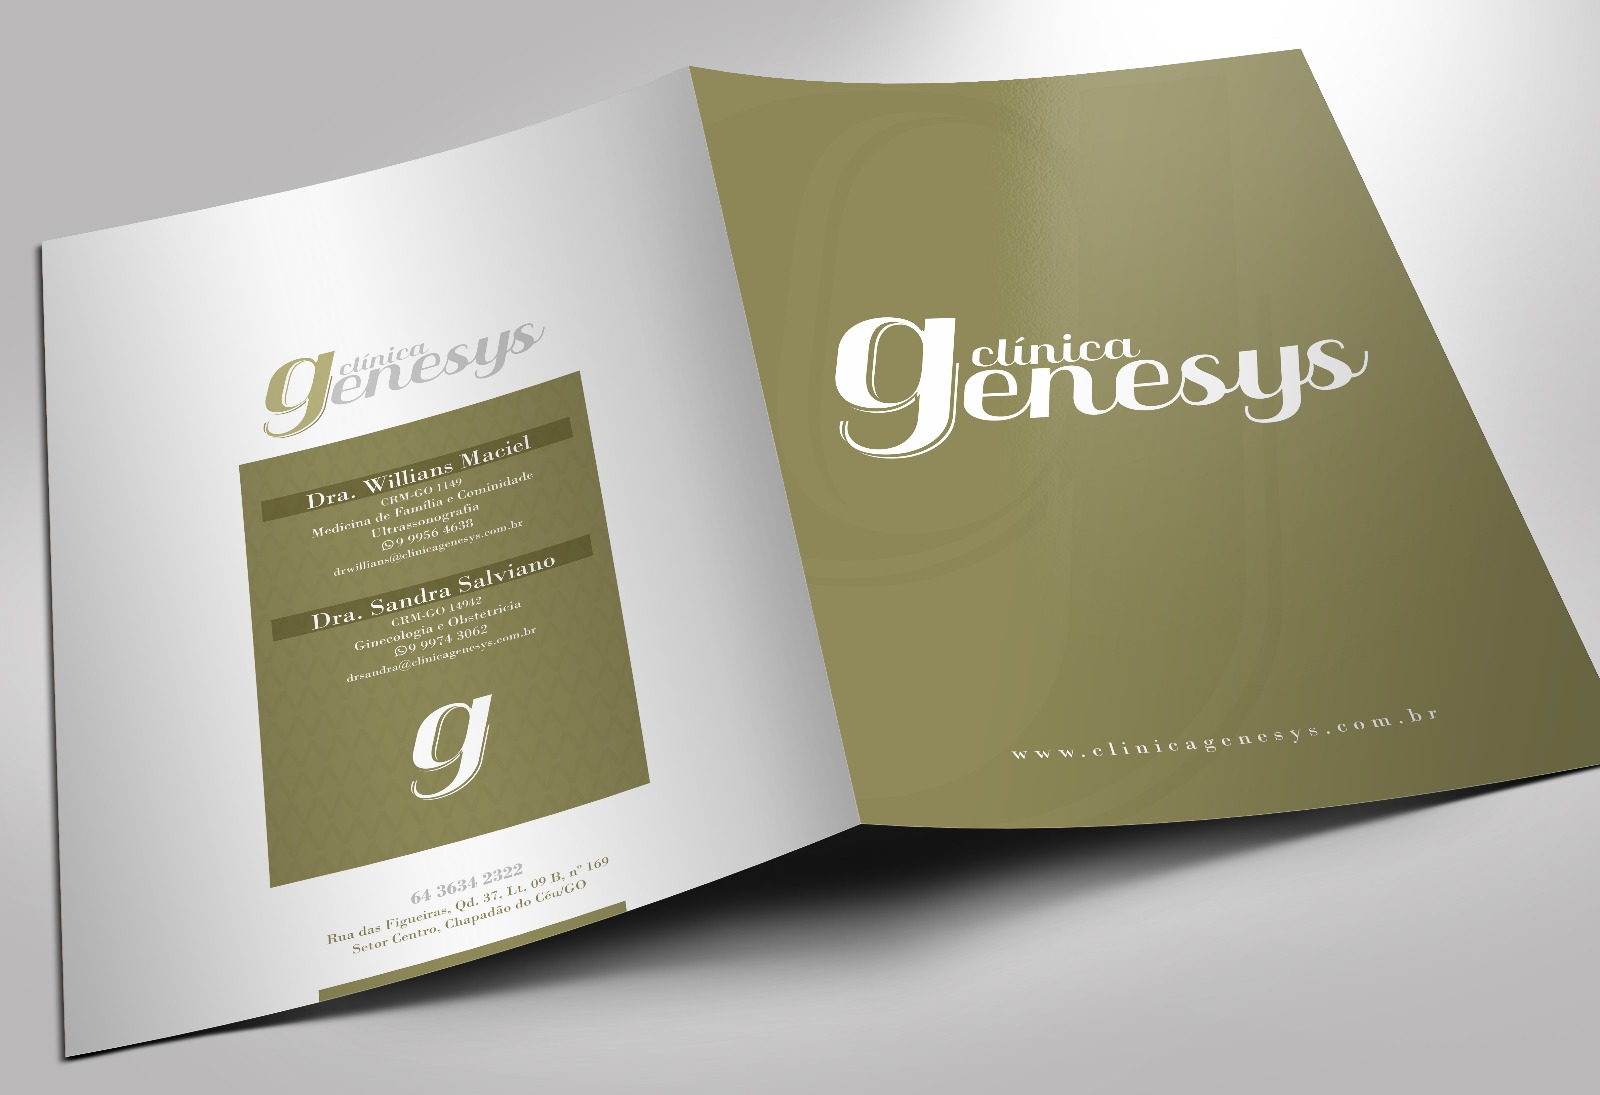 clínica
genesys
Dra. Willians Maciel
CRM-GO 1149
Medicina de Família e Cominidade
Ultrassonografia
9 9956 4638
drwillians@clinicagenesys.com.br
Dra. Sandra Salviano
CRM-GO 14942
Ginecologia e Obstetricia
9 9974 3062
drsandra@clinicagenesys.com.br
g
64 3634 2322
Rua das Figueiras, Qd. 37, Lt. 09 B, nº 169
Setor Centro, Chapadão do Céu/GO
clínica
genesys
www.clinicagenesys.com.br